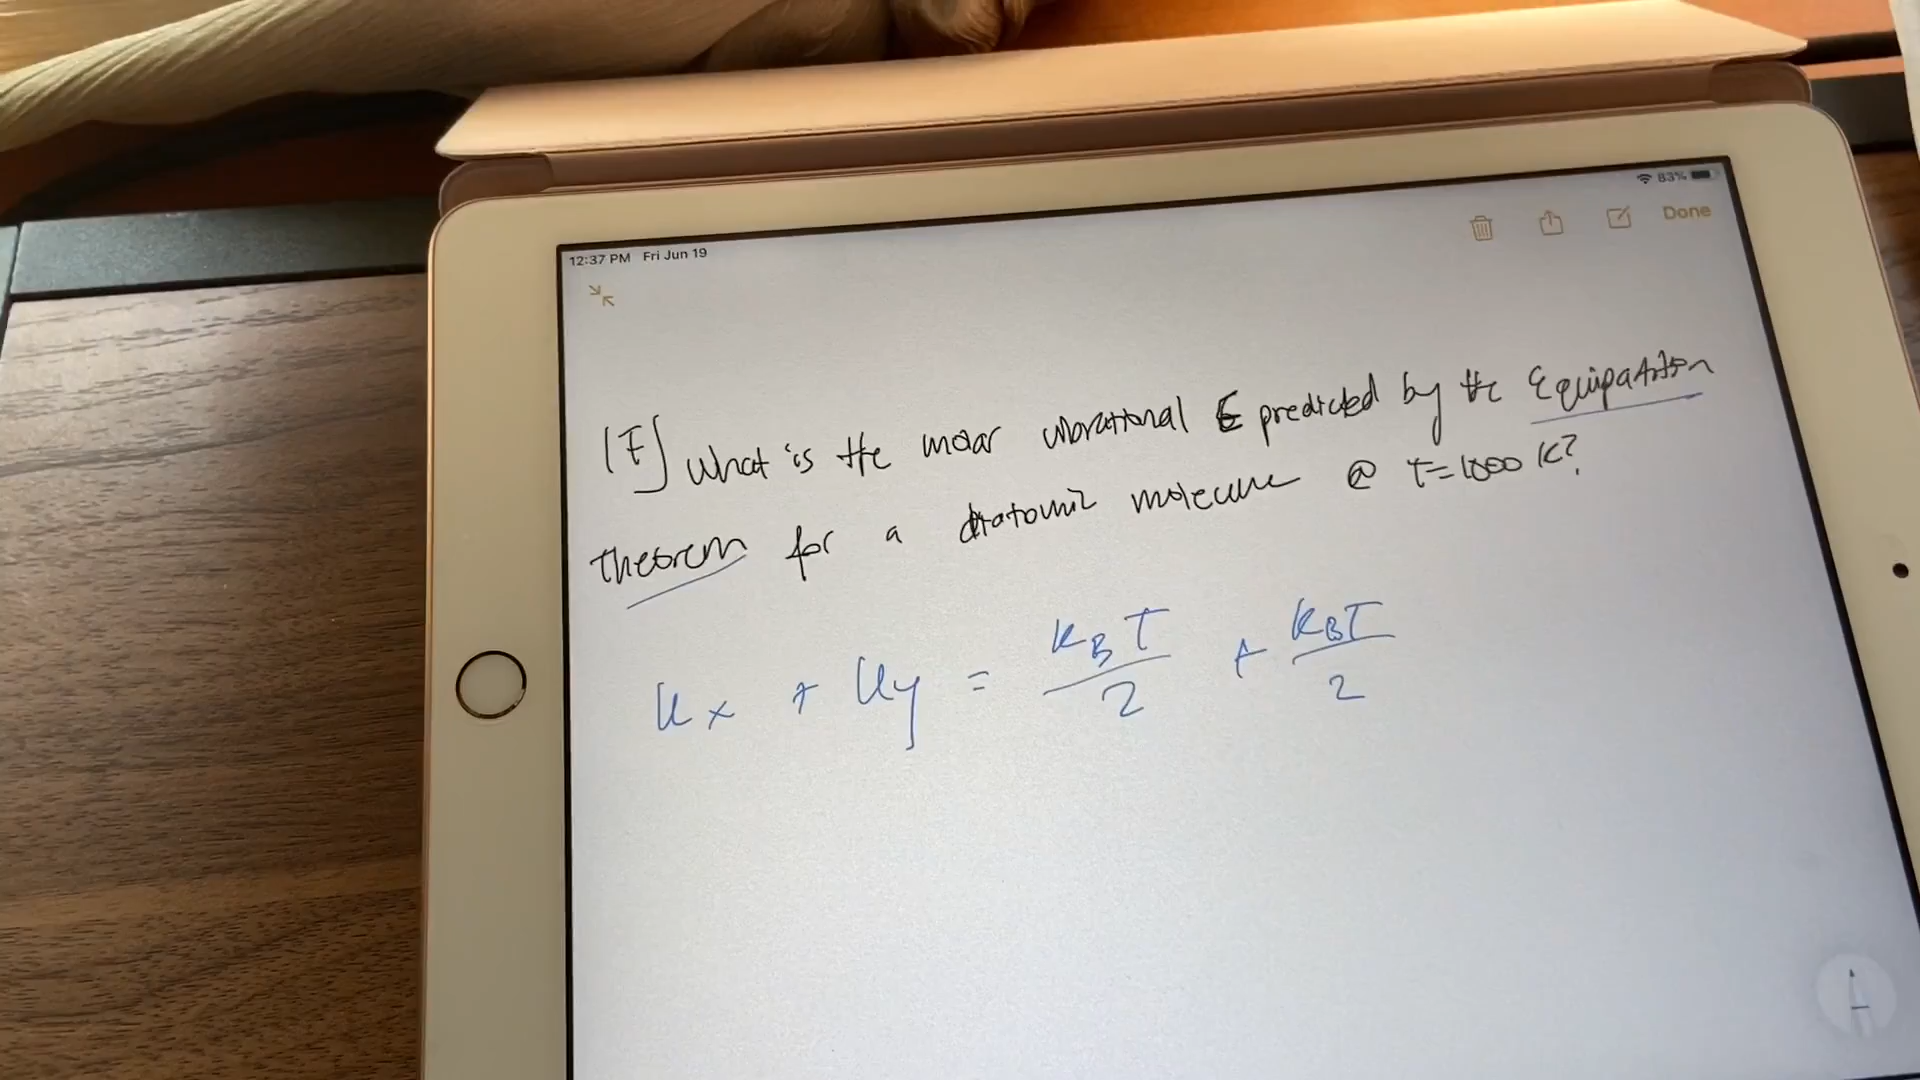 83%
Done
12:37 PM Fri Jun 19
[F] What is the molar vibrational E predicted by the Equipartition
theorem for a diatomic molecule @ T=1000 K?
Ux + Uy = kBT/2 + kBT/2